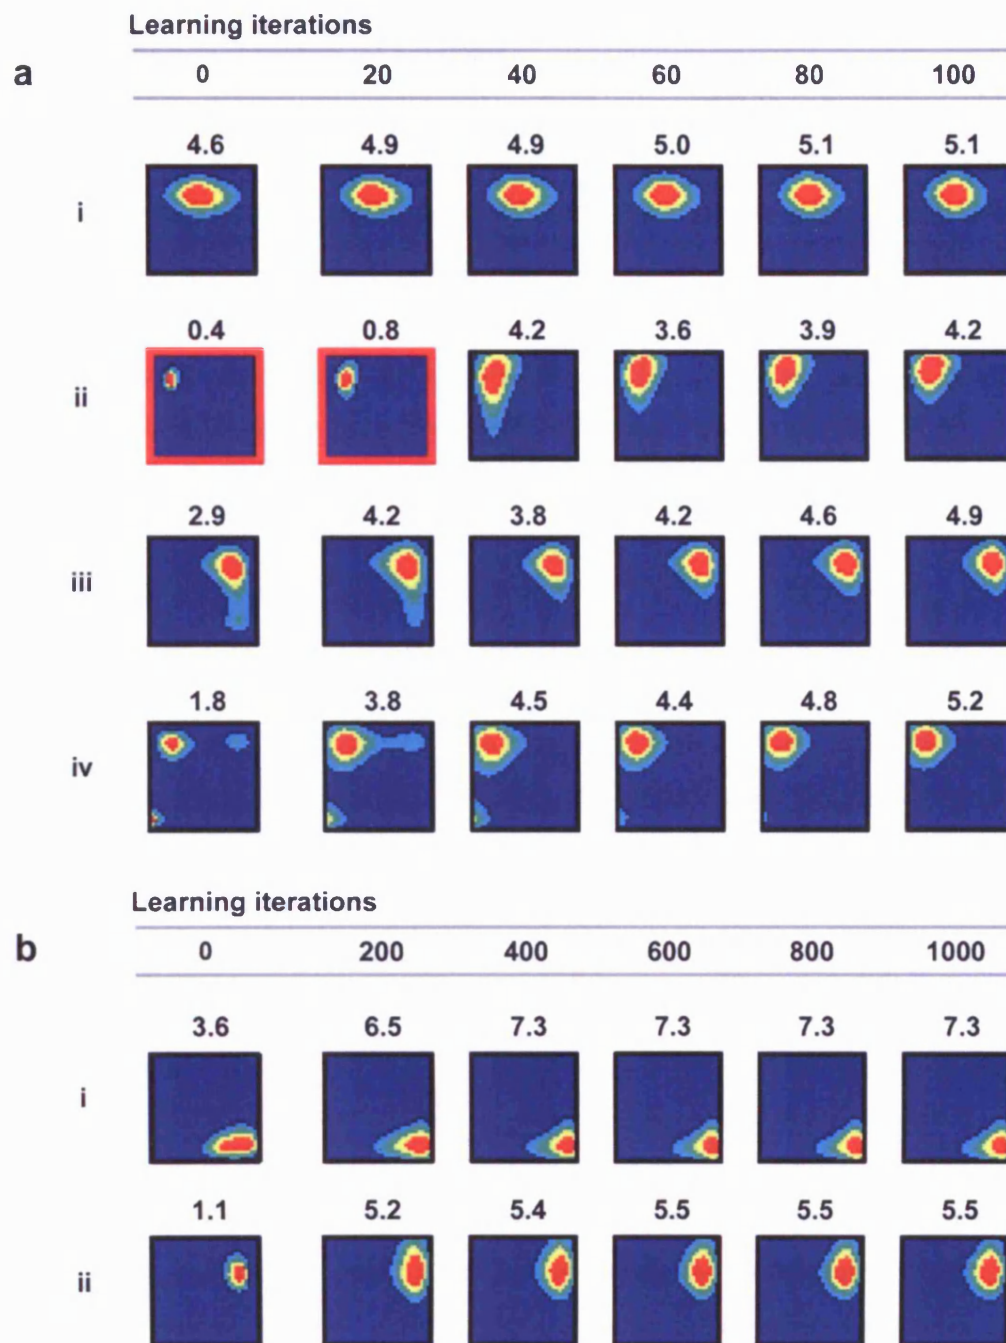 Learning iterations
a 0 20 40 60 80 100
4.6 4.9 4.9 5.0 5.1 5.1
i
0.4 0.8 4.2 3.6 3.9 4.2
ii
2.9 4.2 3.8 4.2 4.6 4.9
iii
1.8 3.8 4.5 4.4 4.8 5.2
iv
Learning iterations
b 0 200 400 600 800 1000
3.6 6.5 7.3 7.3 7.3 7.3
i
1.1 5.2 5.4 5.5 5.5 5.5
ii